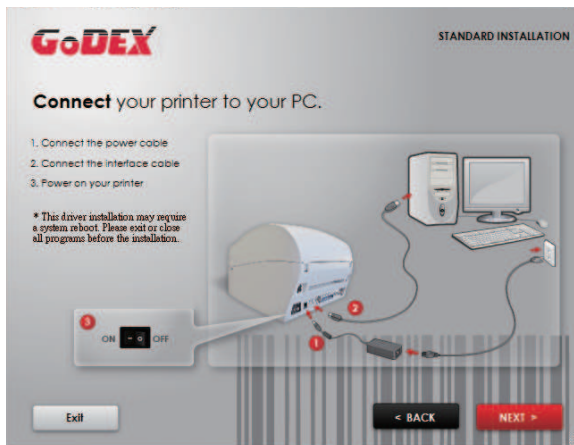 GODEX
STANDARD INSTALLATION
Connect your printer to your PC.
1. Connect the power cable
2. Connect the interface cable
3. Power on your printer
* This driver installation may require
a system reboot. Please exit or close
all programs before the installation.
2
3
ON - o OFF
1
Exit
< BACK
NEXT >